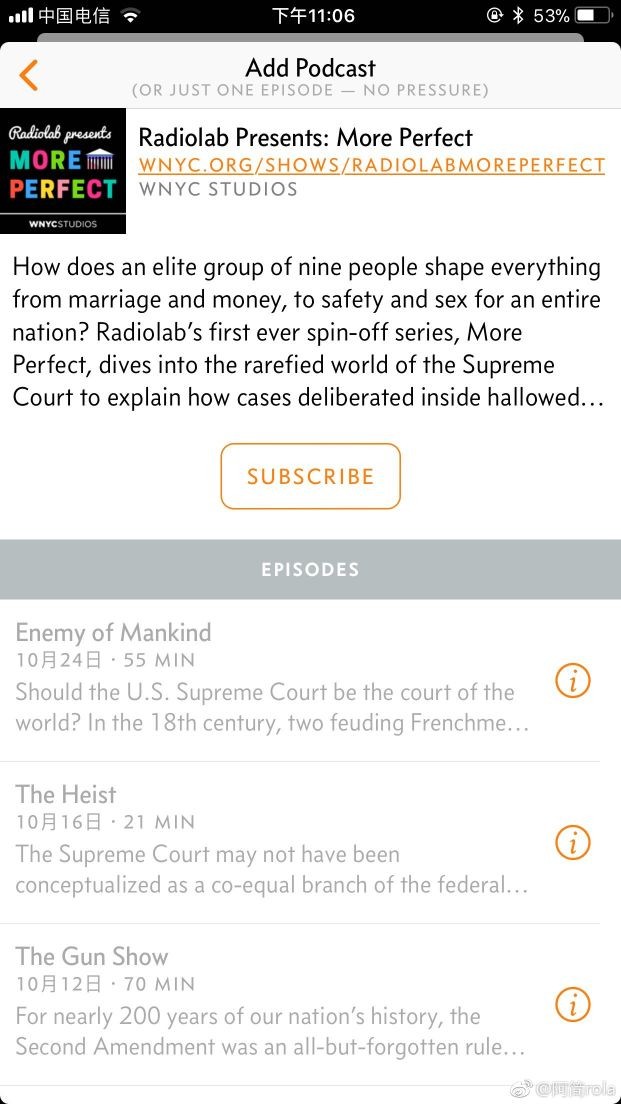 中国电信
下午11:06
53%
Add Podcast
(OR JUST ONE EPISODE — NO PRESSURE)
Radiolab presents
MORE
PERFECT
WNYCSTUDIOS
Radiolab Presents: More Perfect
WNYC.ORG/SHOWS/RADIOLABMOREPERFECT
WNYC STUDIOS
How does an elite group of nine people shape everything
from marriage and money, to safety and sex for an entire
nation? Radiolab’s first ever spin-off series, More
Perfect, dives into the rarefied world of the Supreme
Court to explain how cases deliberated inside hallowed…
SUBSCRIBE
EPISODES
Enemy of Mankind
10月24日 · 55 MIN
Should the U.S. Supreme Court be the court of the
world? In the 18th century, two feuding Frenchme…
The Heist
10月16日 · 21 MIN
The Supreme Court may not have been
conceptualized as a co-equal branch of the federal…
The Gun Show
10月12日 · 70 MIN
For nearly 200 years of our nation’s history, the
Second Amendment was an all-but-forgotten rule…
@阿简rola